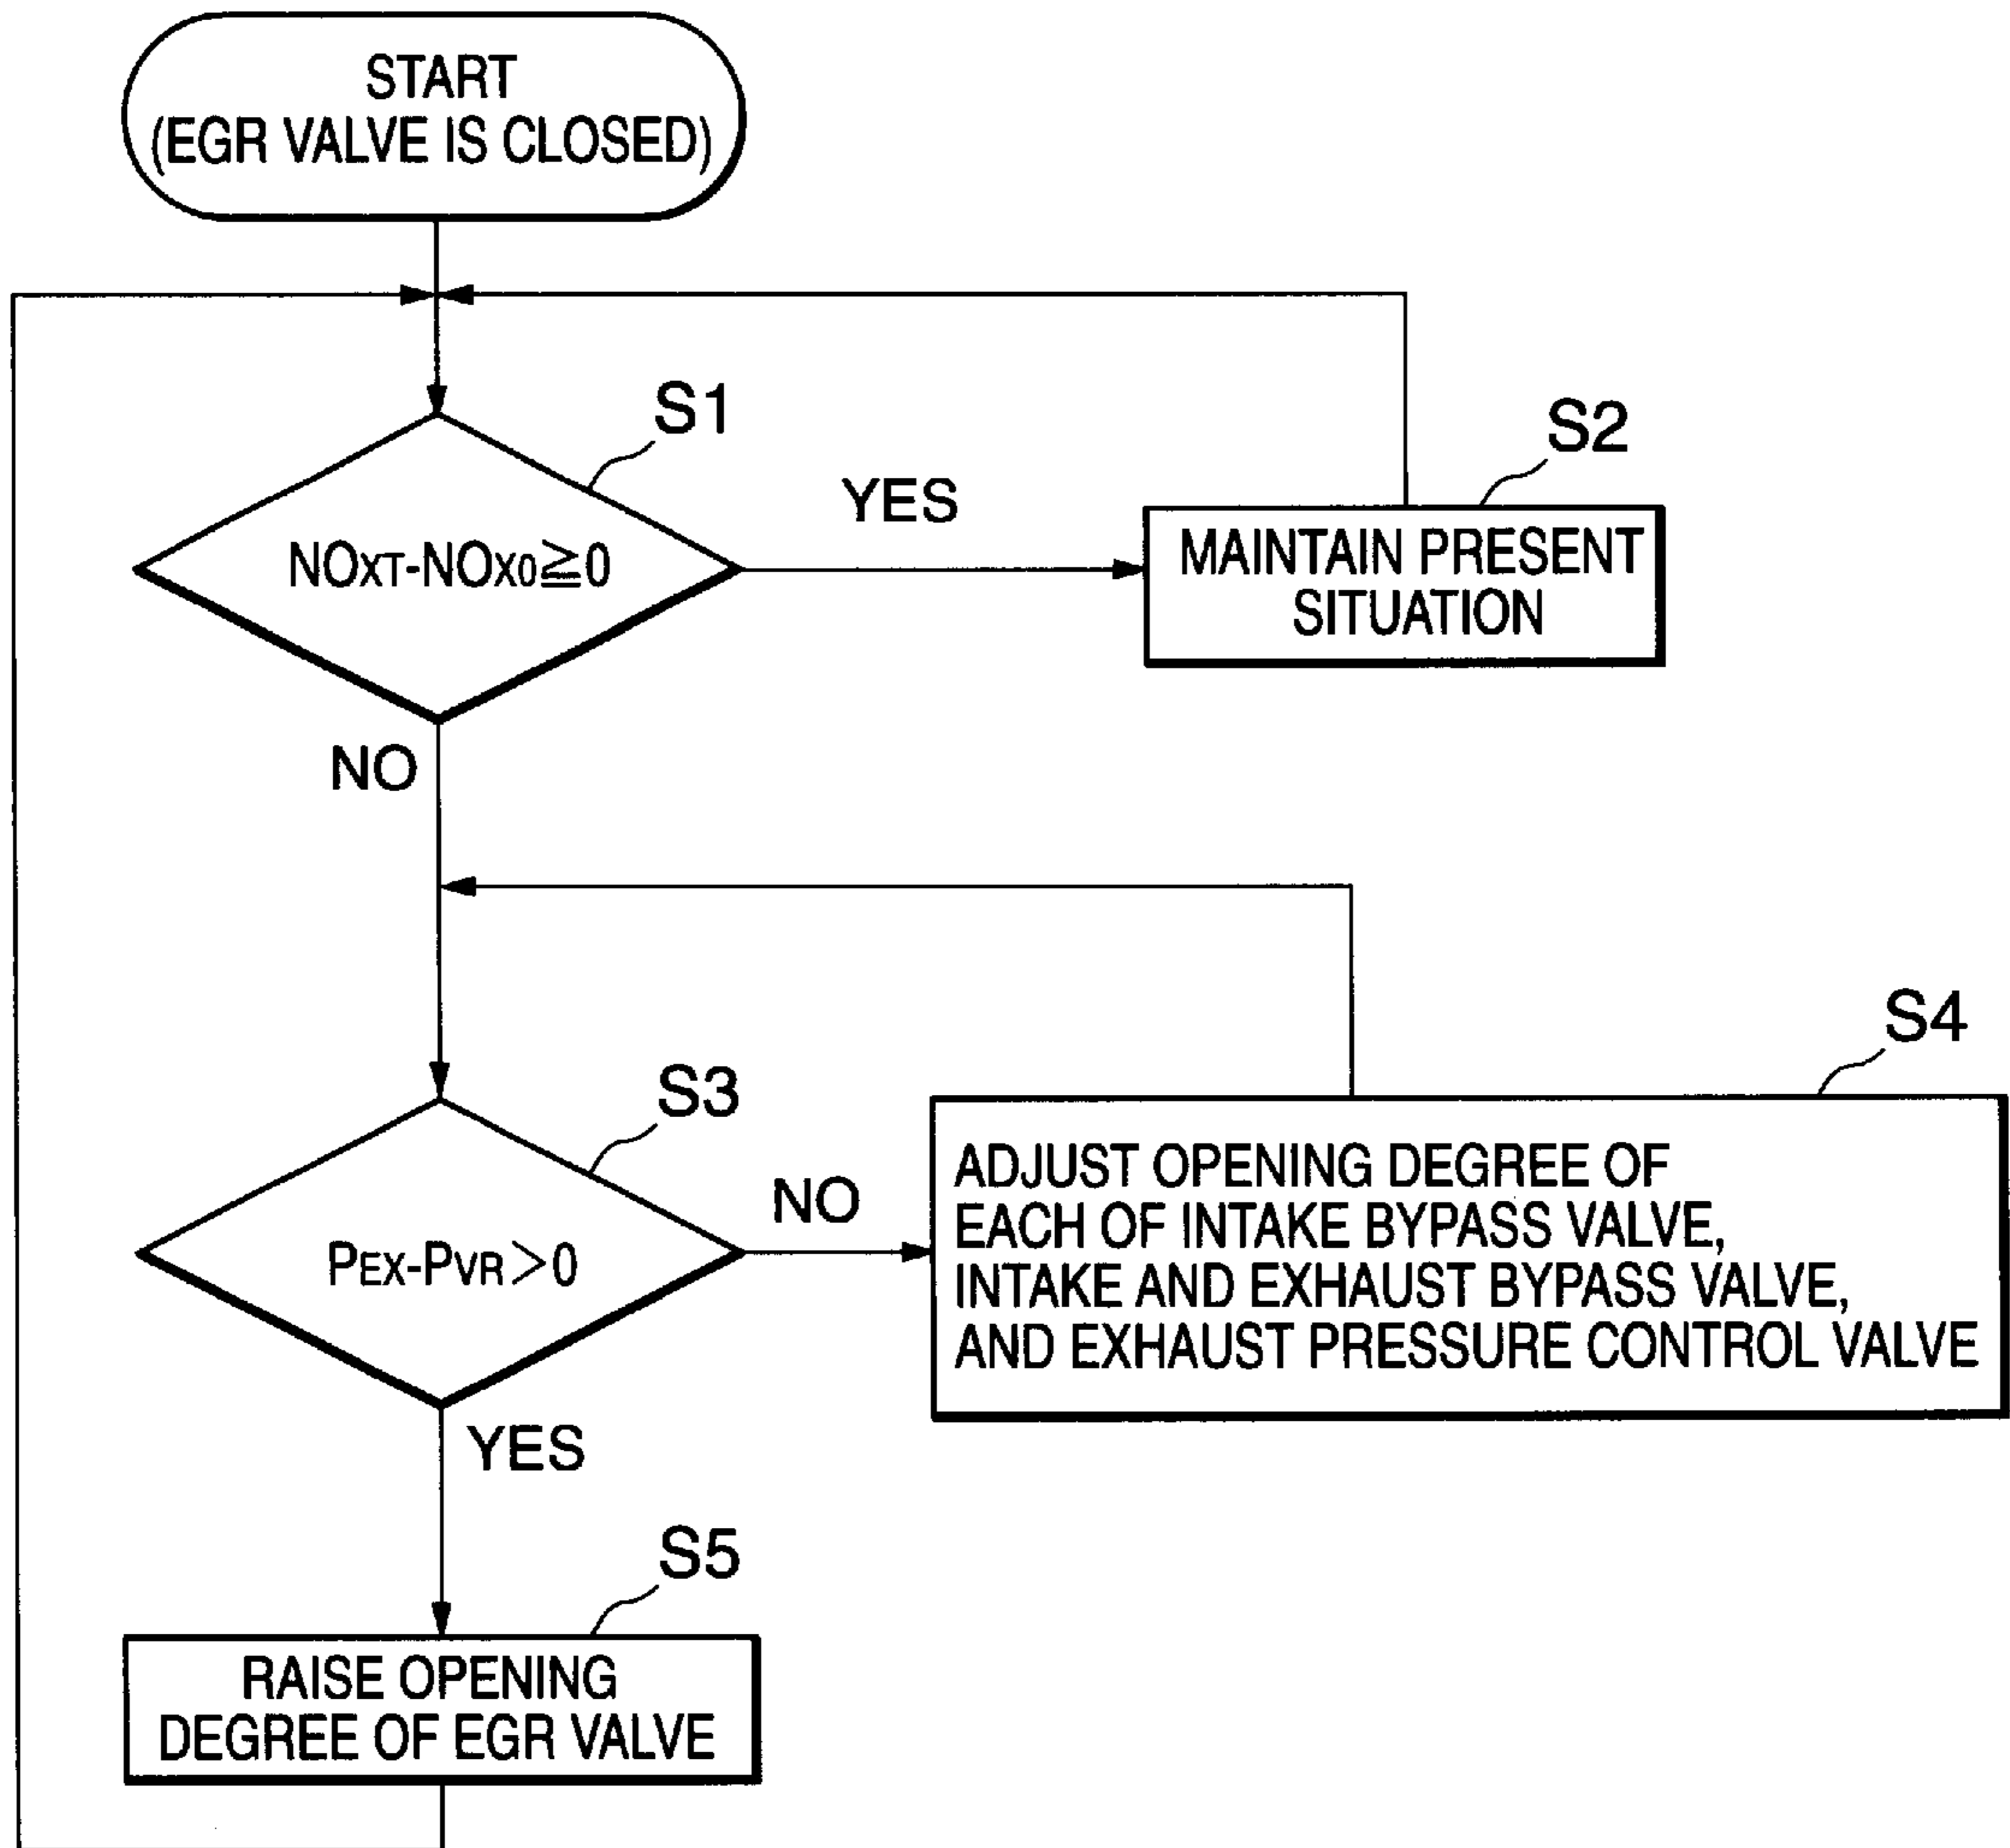 START
(EGR VALVE IS CLOSED)
S1
NOXT-NOX0≧0
YES
S2
MAINTAIN PRESENT
SITUATION
NO
S3
PEX-PVR>0
NO
S4
ADJUST OPENING DEGREE OF
EACH OF INTAKE BYPASS VALVE,
INTAKE AND EXHAUST BYPASS VALVE,
AND EXHAUST PRESSURE CONTROL VALVE
YES
S5
RAISE OPENING
DEGREE OF EGR VALVE